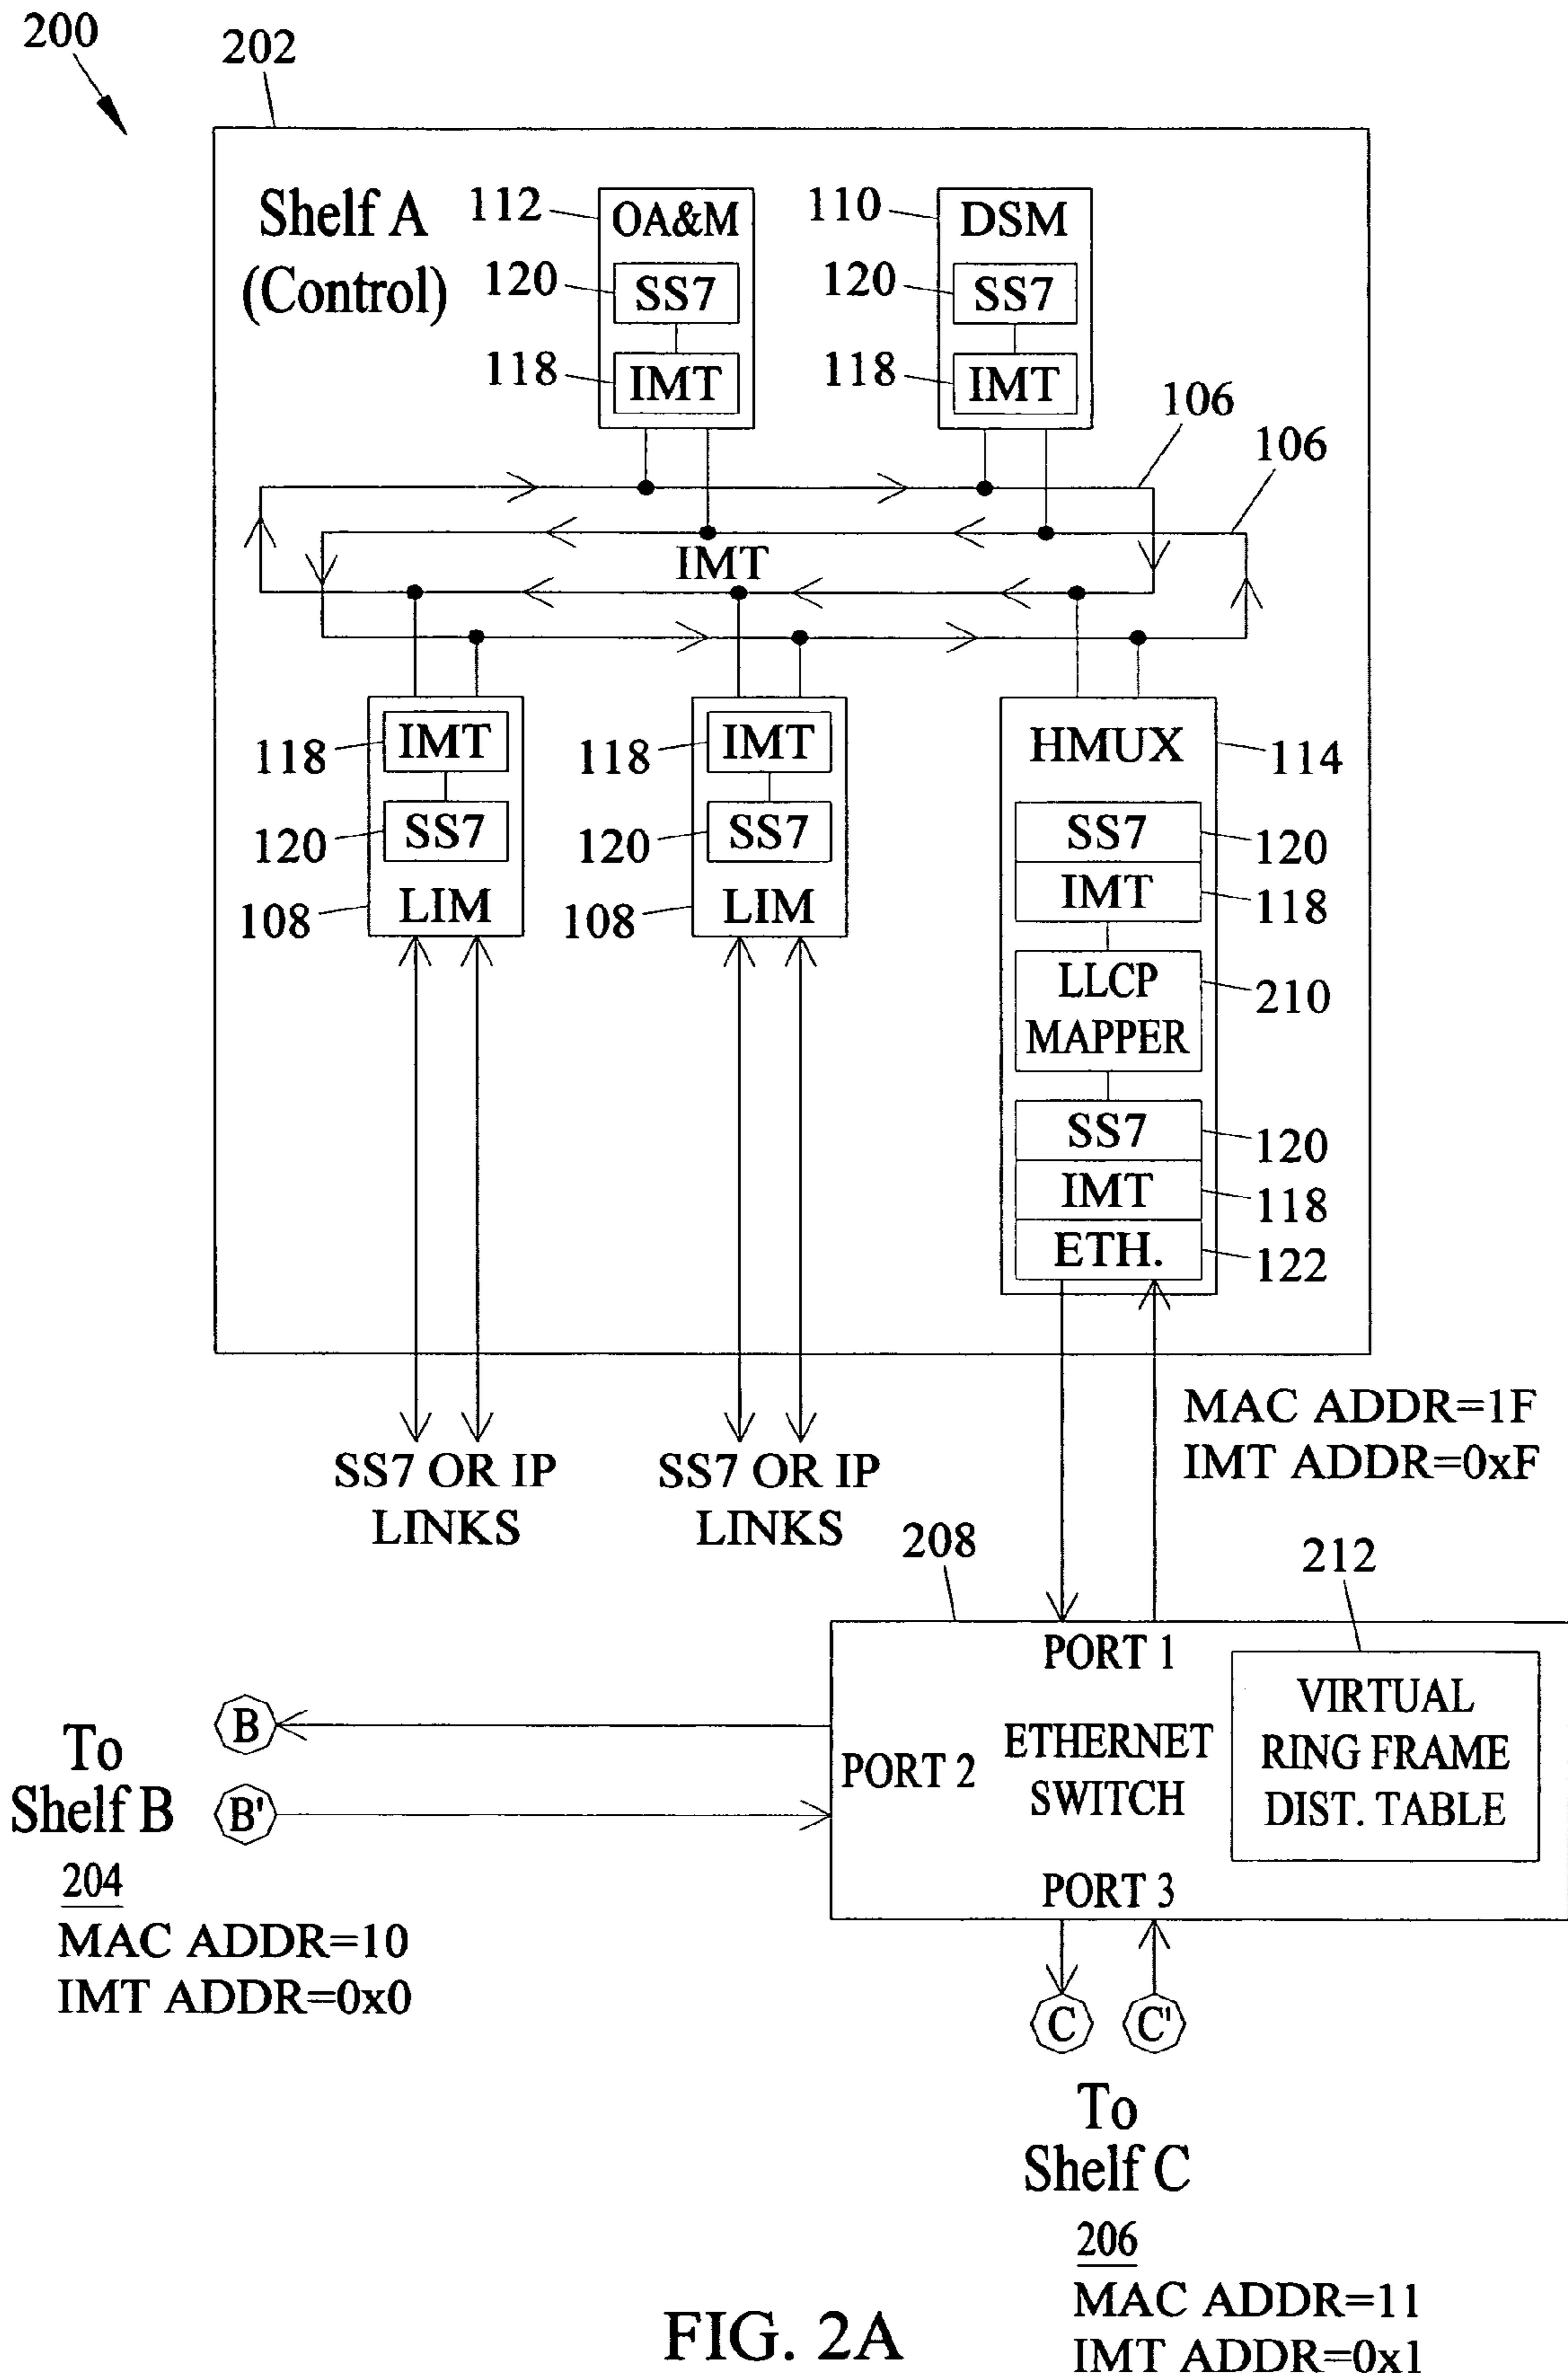 200
202
Shelf A
(Control)
112
OA&M
120
SS7
118
IMT
110
DSM
120
SS7
118
IMT
106
106
IMT
118
IMT
120
SS7
108
LIM
118
IMT
120
SS7
108
LIM
HMUX
114
SS7
120
IMT
118
LLCP
MAPPER
210
SS7
120
IMT
118
ETH.
122
SS7 OR IP
LINKS
SS7 OR IP
LINKS
MAC ADDR=1F
IMT ADDR=0xF
208
212
PORT 1
PORT 2
ETHERNET
SWITCH
PORT 3
VIRTUAL
RING FRAME
DIST. TABLE
To
Shelf B
B
B'
204
MAC ADDR=10
IMT ADDR=0x0
C
C'
To
Shelf C
206
MAC ADDR=11
IMT ADDR=0x1
FIG. 2A